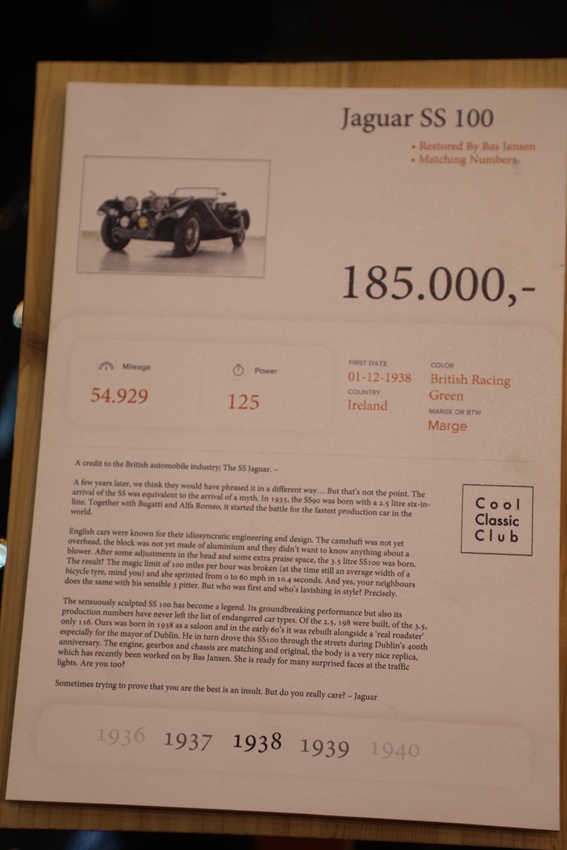 Jaguar SS 100
• Restored By Bas Jansen
• Matching Numbers
185.000,-
Mileage
54.929
Power
125
FIRST DATE
01-12-1938
COUNTRY
Ireland
COLOR
British Racing
Green
MARGE OR BTW
Marge
A credit to the British automobile industry: The SS Jaguar. –
A few years later, we think they would have phrased it in a different way… But that's not the point. The
arrival of the SS was equivalent to the arrival of a myth. In 1935, the SS90 was born with a 2.5 litre six-in-
line. Together with Bugatti and Alfa Romeo, it started the battle for the fastest production car in the
world.
English cars were known for their idiosyncratic engineering and design. The camshaft was not yet
overhead, the block was not yet made of aluminium and they didn't want to know anything about a
blower. After some adjustments in the head and some extra praise space, the 3.5 litre SS100 was born.
The result? The magic limit of 100 miles per hour was broken (at the time still an average width of a
bicycle tyre, mind you) and she sprinted from 0 to 60 mph in 10.4 seconds. And yes, your neighbours
does the same with his sensible 3 pitter. But who was first and who's lavishing in style? Precisely.
The sensuously sculpted SS 100 has become a legend. Its groundbreaking performance but also its
production numbers have never left the list of endangered car types. Of the 2.5, 198 were built, of the 3.5,
only 116. Ours was born in 1938 as a saloon and in the early 60's it was rebuilt alongside a 'real roadster'
especially for the mayor of Dublin. He in turn drove this SS100 through the streets during Dublin's 400th
anniversary. The engine, gearbox and chassis are matching and original, the body is a very nice replica,
which has recently been worked on by Bas Jansen. She is ready for many surprised faces at the traffic
lights. Are you too?
Sometimes trying to prove that you are the best is an insult. But do you really care? – Jaguar
Cool
Classic
Club
1936 1937 1938 1939 1940